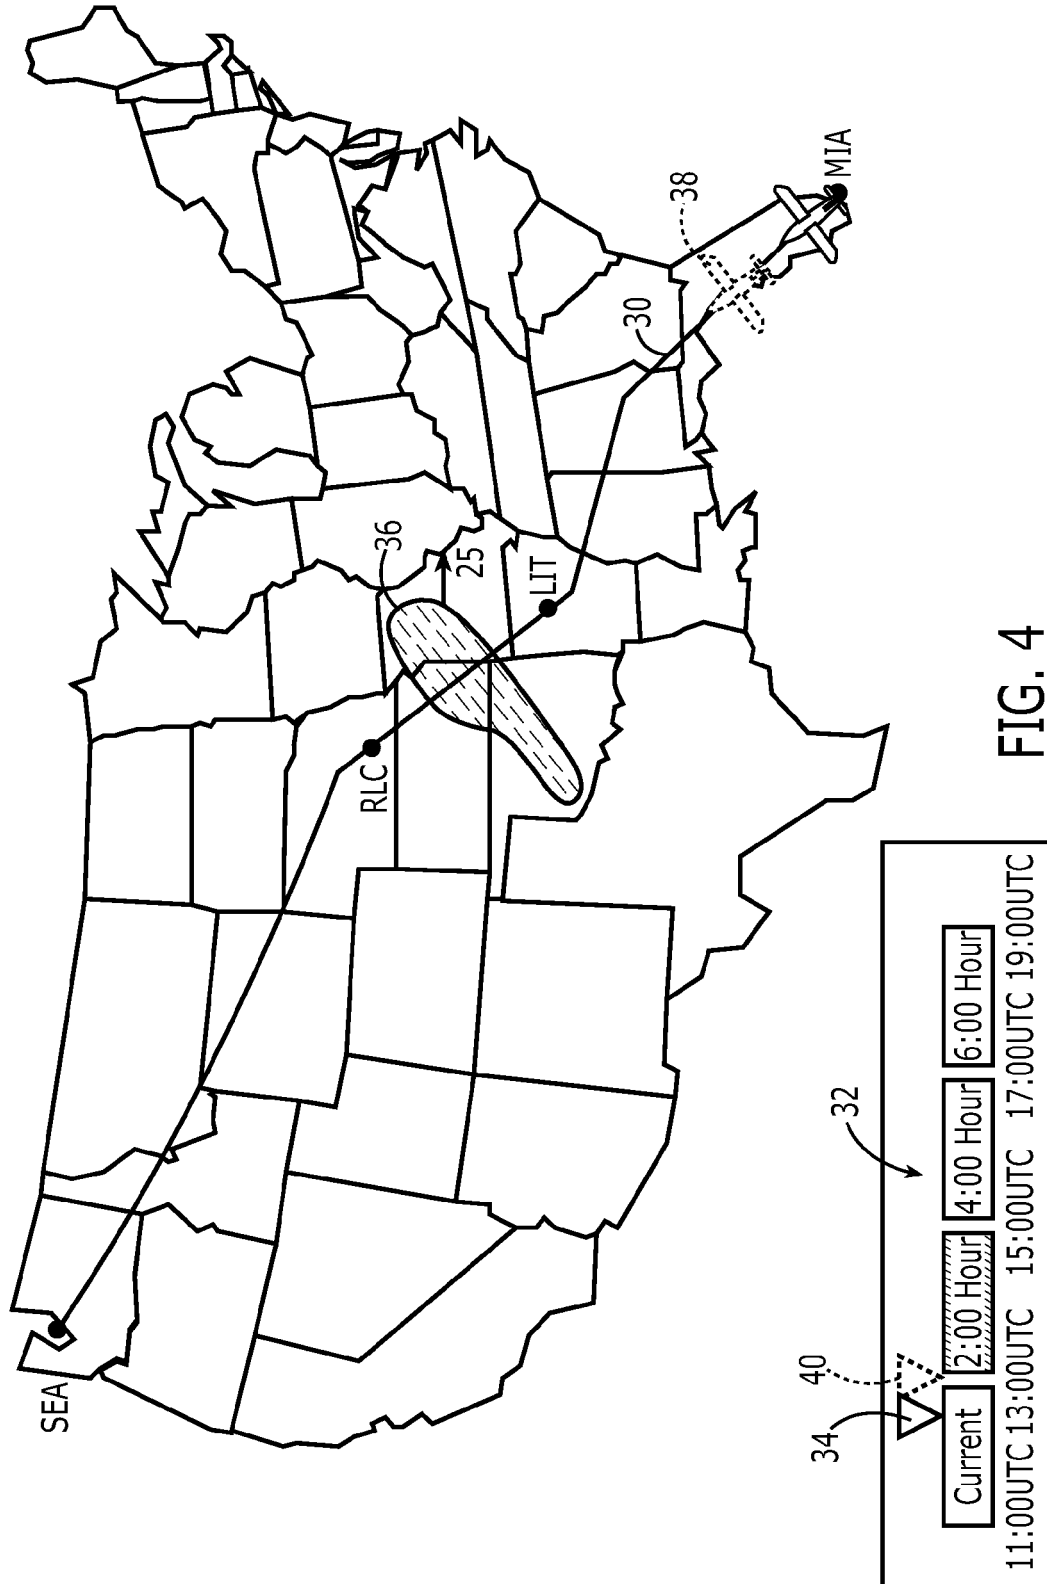 SEA
RLC
LIT
MIA
36
25
30
38
32
34
40
Current 2:00 Hour 4:00 Hour 6:00 Hour
11:00UTC 13:00UTC 15:00UTC 17:00UTC 19:00UTC
FIG. 4